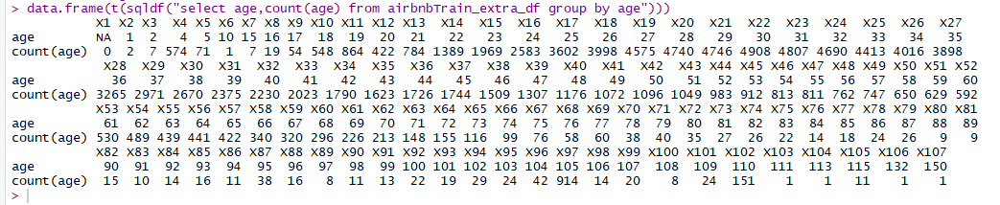 > data.frame(t(sqldf("select age,count(age) from airbnbTrain_extra_df group by age")))
X1 X2 X3 X4 X5 X6 X7 X8 X9 X10 X11 X12 X13 X14 X15 X16 X17 X18 X19 X20 X21 X22 X23 X24 X25 X26 X27
age NA 1 2 4 5 10 15 16 17 18 19 20 21 22 23 24 25 26 27 28 29 30 31 32 33 34 35
count(age) 0 2 7 574 71 1 7 19 54 548 864 422 784 1389 1969 2583 3602 3998 4575 4740 4746 4908 4807 4690 4413 4016 3898
X28 X29 X30 X31 X32 X33 X34 X35 X36 X37 X38 X39 X40 X41 X42 X43 X44 X45 X46 X47 X48 X49 X50 X51 X52
age 36 37 38 39 40 41 42 43 44 45 46 47 48 49 50 51 52 53 54 55 56 57 58 59 60
count(age) 3265 2971 2670 2375 2230 2023 1790 1623 1726 1744 1509 1307 1176 1072 1096 1049 983 912 813 811 762 747 650 629 592
X53 X54 X55 X56 X57 X58 X59 X60 X61 X62 X63 X64 X65 X66 X67 X68 X69 X70 X71 X72 X73 X74 X75 X76 X77 X78 X79 X80 X81
age 61 62 63 64 65 66 67 68 69 70 71 72 73 74 75 76 77 78 79 80 81 82 83 84 85 86 87 88 89
count(age) 530 489 439 441 422 340 320 296 226 213 148 155 116 99 76 58 60 38 40 35 27 26 22 14 18 24 26 9 9
X82 X83 X84 X85 X86 X87 X88 X89 X90 X91 X92 X93 X94 X95 X96 X97 X98 X99 X100 X101 X102 X103 X104 X105 X106 X107
age 90 91 92 93 94 95 96 97 98 99 100 101 102 103 104 105 106 107 108 109 110 111 113 115 132 150
count(age) 15 10 14 16 11 38 16 8 11 13 22 19 29 24 42 914 14 20 8 24 151 1 1 11 1 1
>